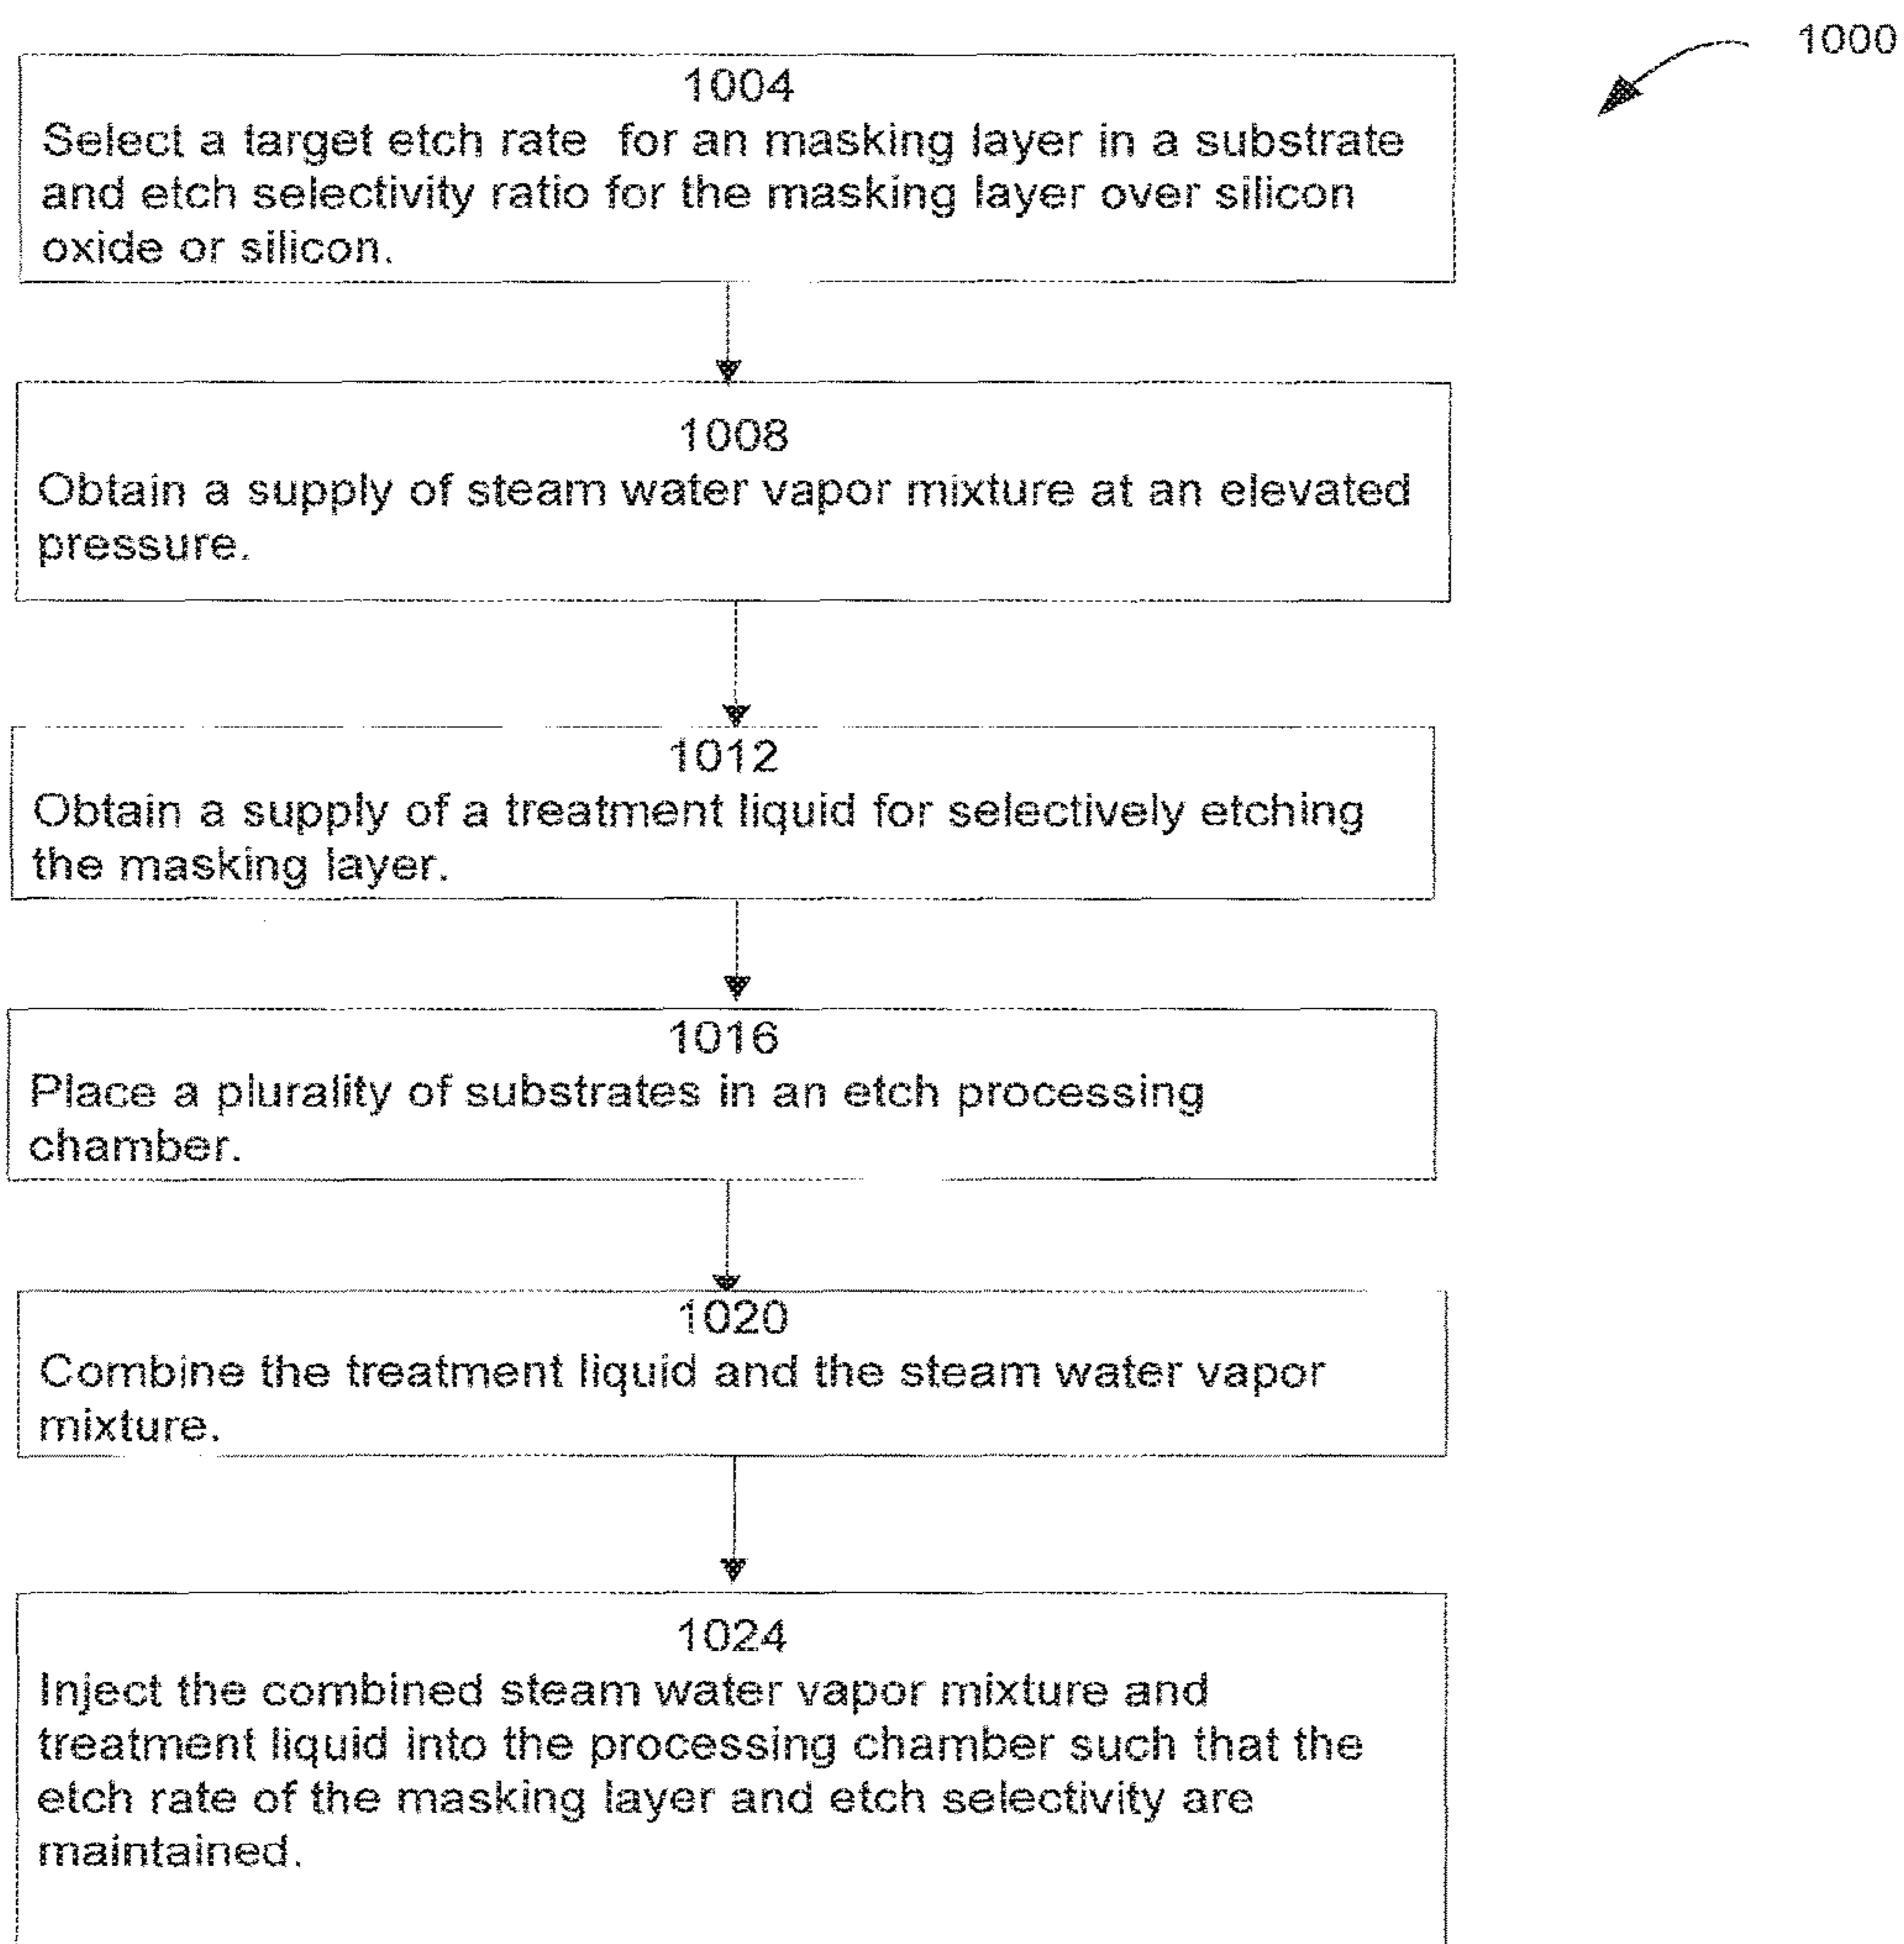 1000
1004
Select a target etch rate for an masking layer in a substrate
and etch selectivity ratio for the masking layer over silicon
oxide or silicon.
1008
Obtain a supply of steam water vapor mixture at an elevated
pressure.
1012
Obtain a supply of a treatment liquid for selectively etching
the masking layer.
1016
Place a plurality of substrates in an etch processing
chamber.
1020
Combine the treatment liquid and the steam water vapor
mixture.
1024
Inject the combined steam water vapor mixture and
treatment liquid into the processing chamber such that the
etch rate of the masking layer and etch selectivity are
maintained.